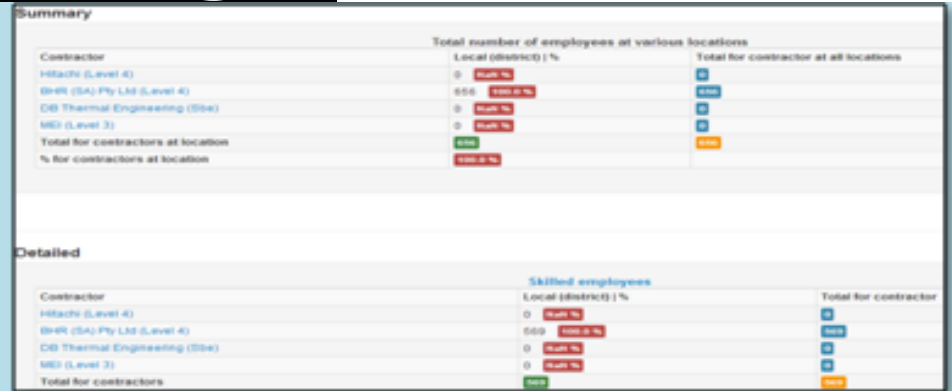 Summary
Total number of employees at various locations
Contractor Local (district) | % Total for contractor at all locations
Hitachi (Level 4) 0 NaN % 0
BHR (SA) Pty Ltd (Level 4) 656 100.0 % 656
DB Thermal Engineering (Sbe) 0 NaN % 0
MEI (Level 3) 0 NaN % 0
Total for contractors at location 656 656
% for contractors at location 100.0 %
Detailed
Skilled employees
Contractor Local (district) | % Total for contractor
Hitachi (Level 4) 0 NaN % 0
BHR (SA) Pty Ltd (Level 4) 569 100.0 % 569
DB Thermal Engineering (Sbe) 0 NaN % 0
MEI (Level 3) 0 NaN % 0
Total for contractors 569 569